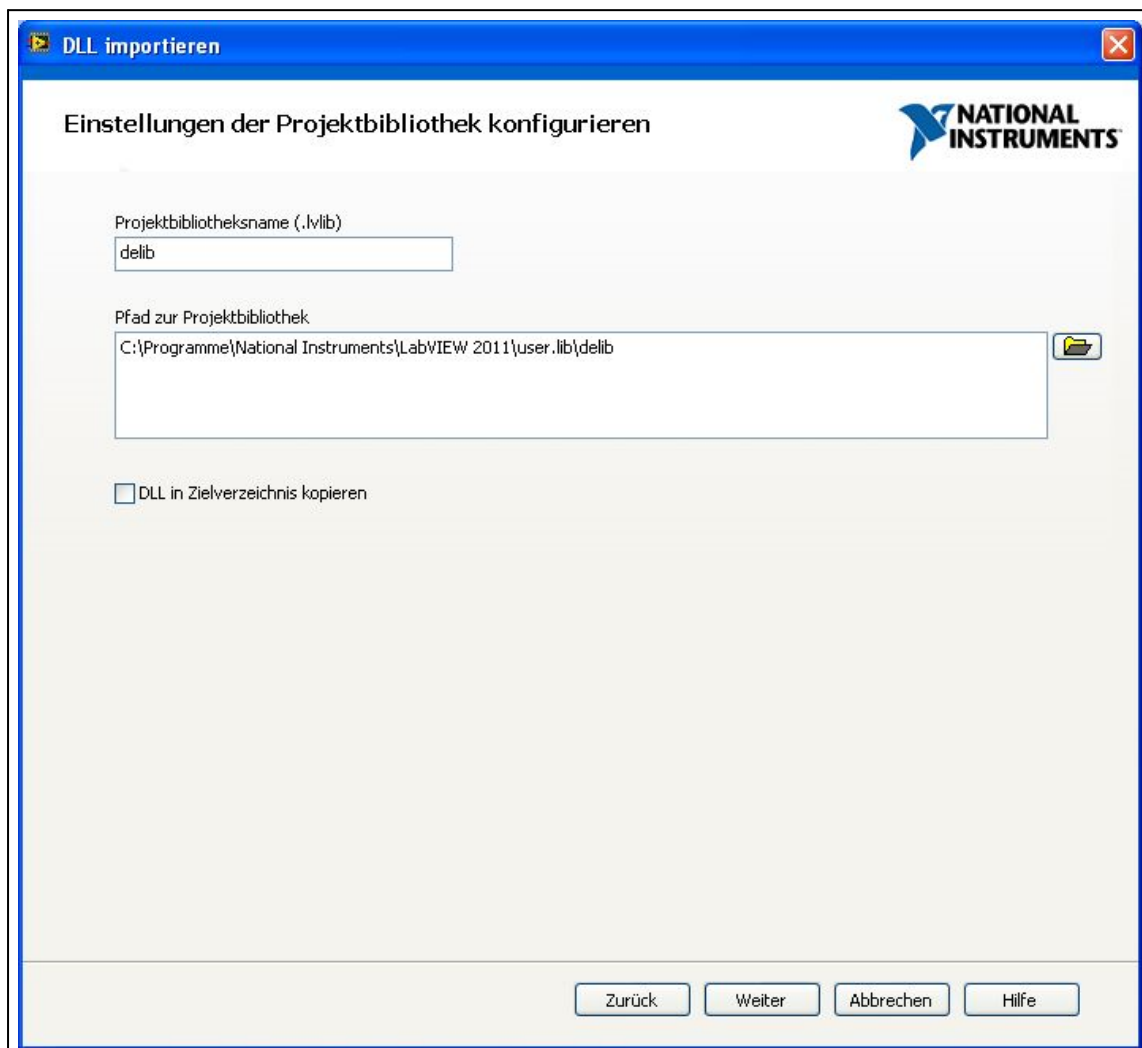 DLL importieren
Einstellungen der Projektbibliothek konfigurieren
NATIONAL
INSTRUMENTS
Projektbibliotheksname (.lvlib)
delib
Pfad zur Projektbibliothek
C:\Programme\National Instruments\LabVIEW 2011\user.lib\delib
DLL in Zielverzeichnis kopieren
Zurück
Weiter
Abbrechen
Hilfe